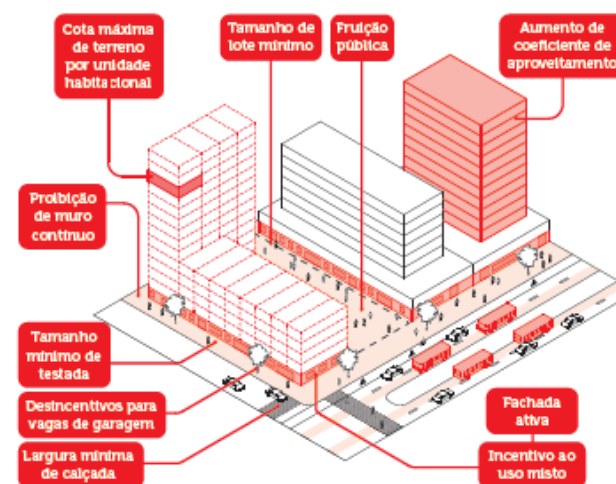 Cota máxima
de terreno
por unidade
habitacional
Tamanho de
lote mínimo
Fruição
pública
Aumento de
coeficiente de
aproveitamento
Proibição
de muro
contínuo
Tamanho
mínimo de
testada
Desincentivos para
vagas de garagem
Largura mínima
de calçada
Fachada
ativa
Incentivo ao
uso misto